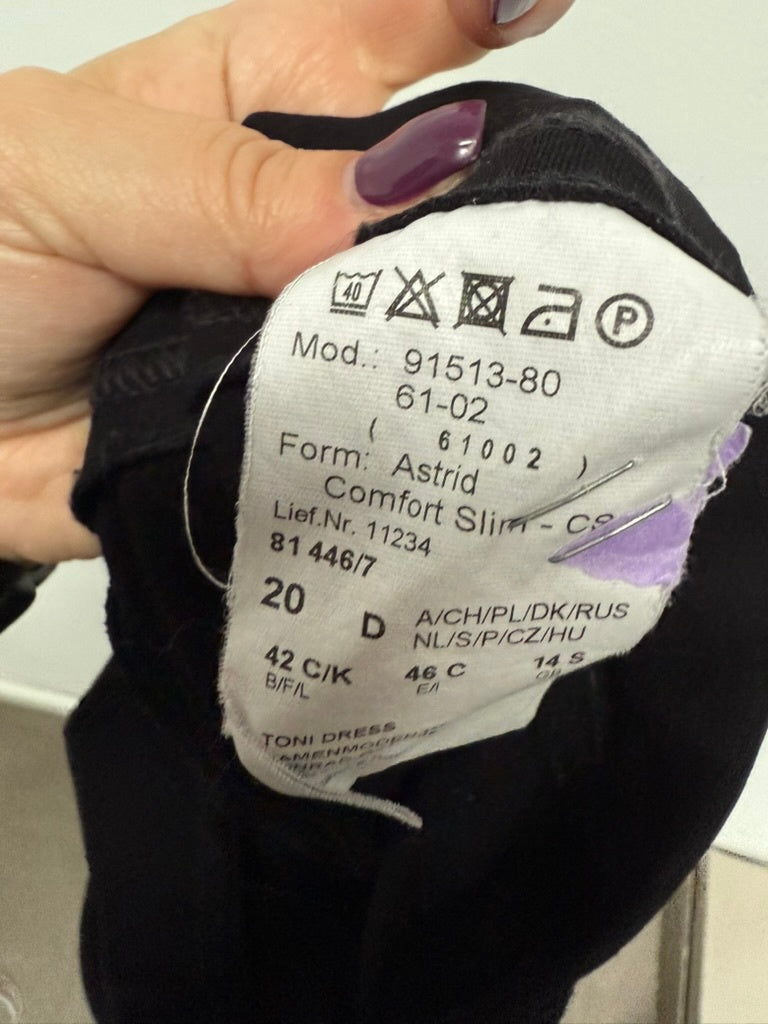 40 P
Mod.: 91513-80
61-02
( 61002 )
Form: Astrid
Comfort Slim - CS
Lief.Nr. 11234
81 446/7
20 D A/CH/PL/DK/RUS
NL/S/P/CZ/HU
42 C/K 46 C 14 S
B/F/L E/I
TONI DRESS